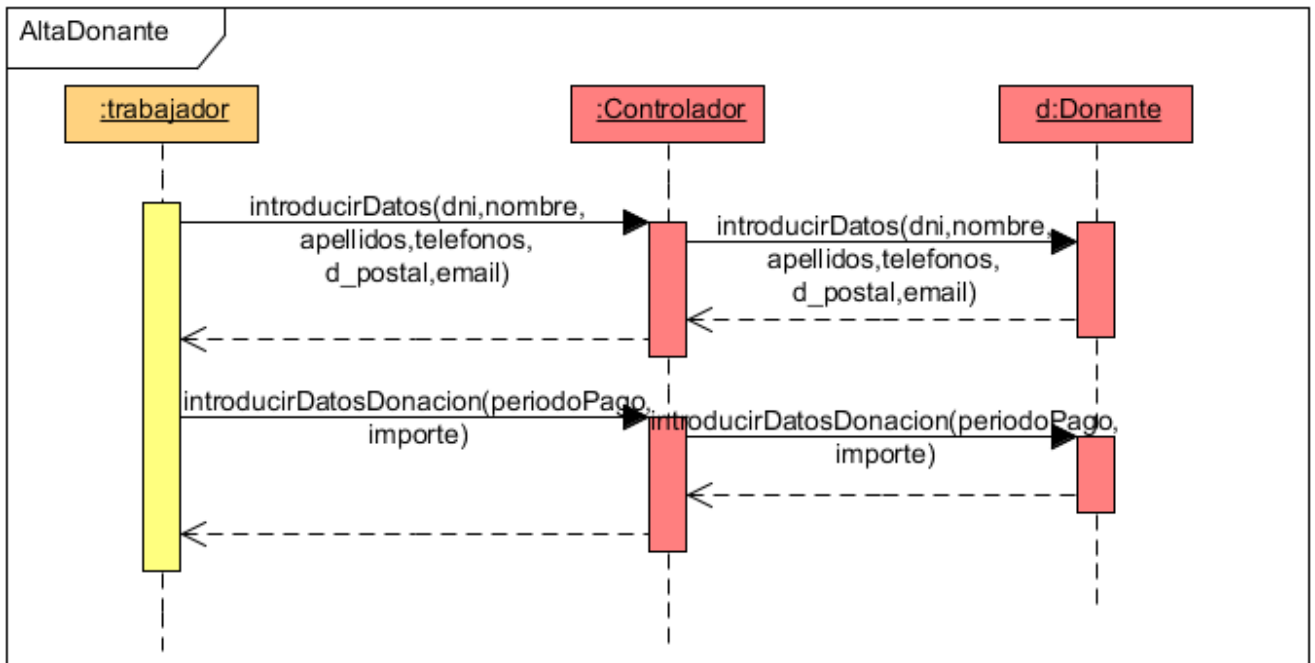 AltaDonante
:trabajador
:Controlador
d:Donante
introducirDatos(dni,nombre,
apellidos,telefonos,
d_postal,email)
introducirDatos(dni,nombre,
apellidos,telefonos,
d_postal,email)
introducirDatosDonacion(periodoPago,
importe)
introducirDatosDonacion(periodoPago,
importe)